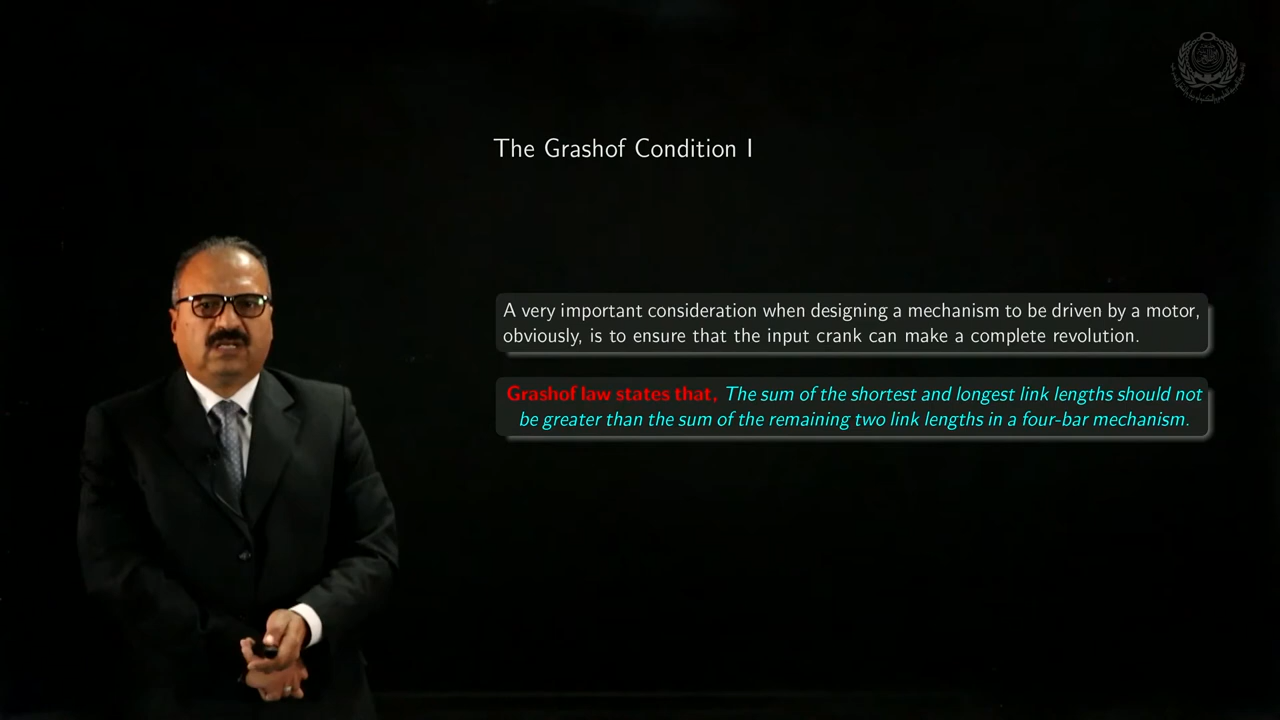 The Grashof Condition I
A very important consideration when designing a mechanism to be driven by a motor,
obviously, is to ensure that the input crank can make a complete revolution.
Grashof law states that, The sum of the shortest and longest link lengths should not
be greater than the sum of the remaining two link lengths in a four-bar mechanism.